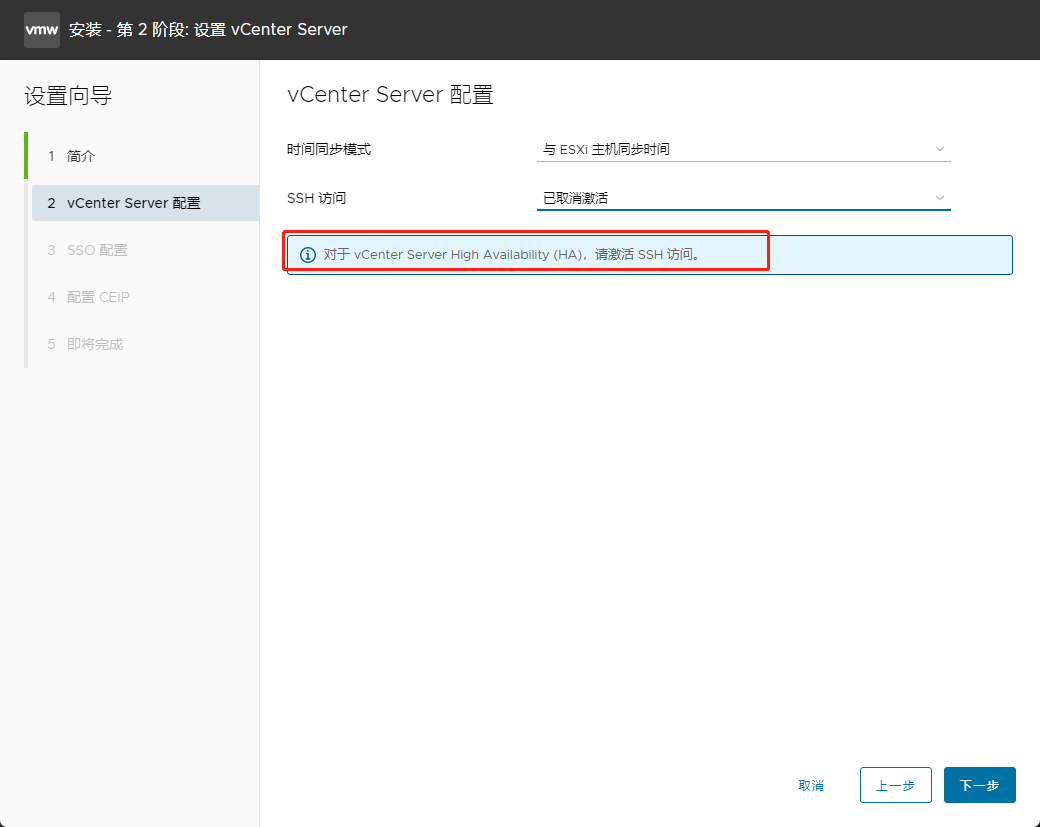 vmw 安装 - 第 2 阶段: 设置 vCenter Server
设置向导
1 简介
2 vCenter Server 配置
3 SSO 配置
4 配置 CEIP
5 即将完成
vCenter Server 配置
时间同步模式 与 ESXi 主机同步时间
SSH 访问 已取消激活
对于 vCenter Server High Availability (HA)，请激活 SSH 访问。
取消 上一步 下一步